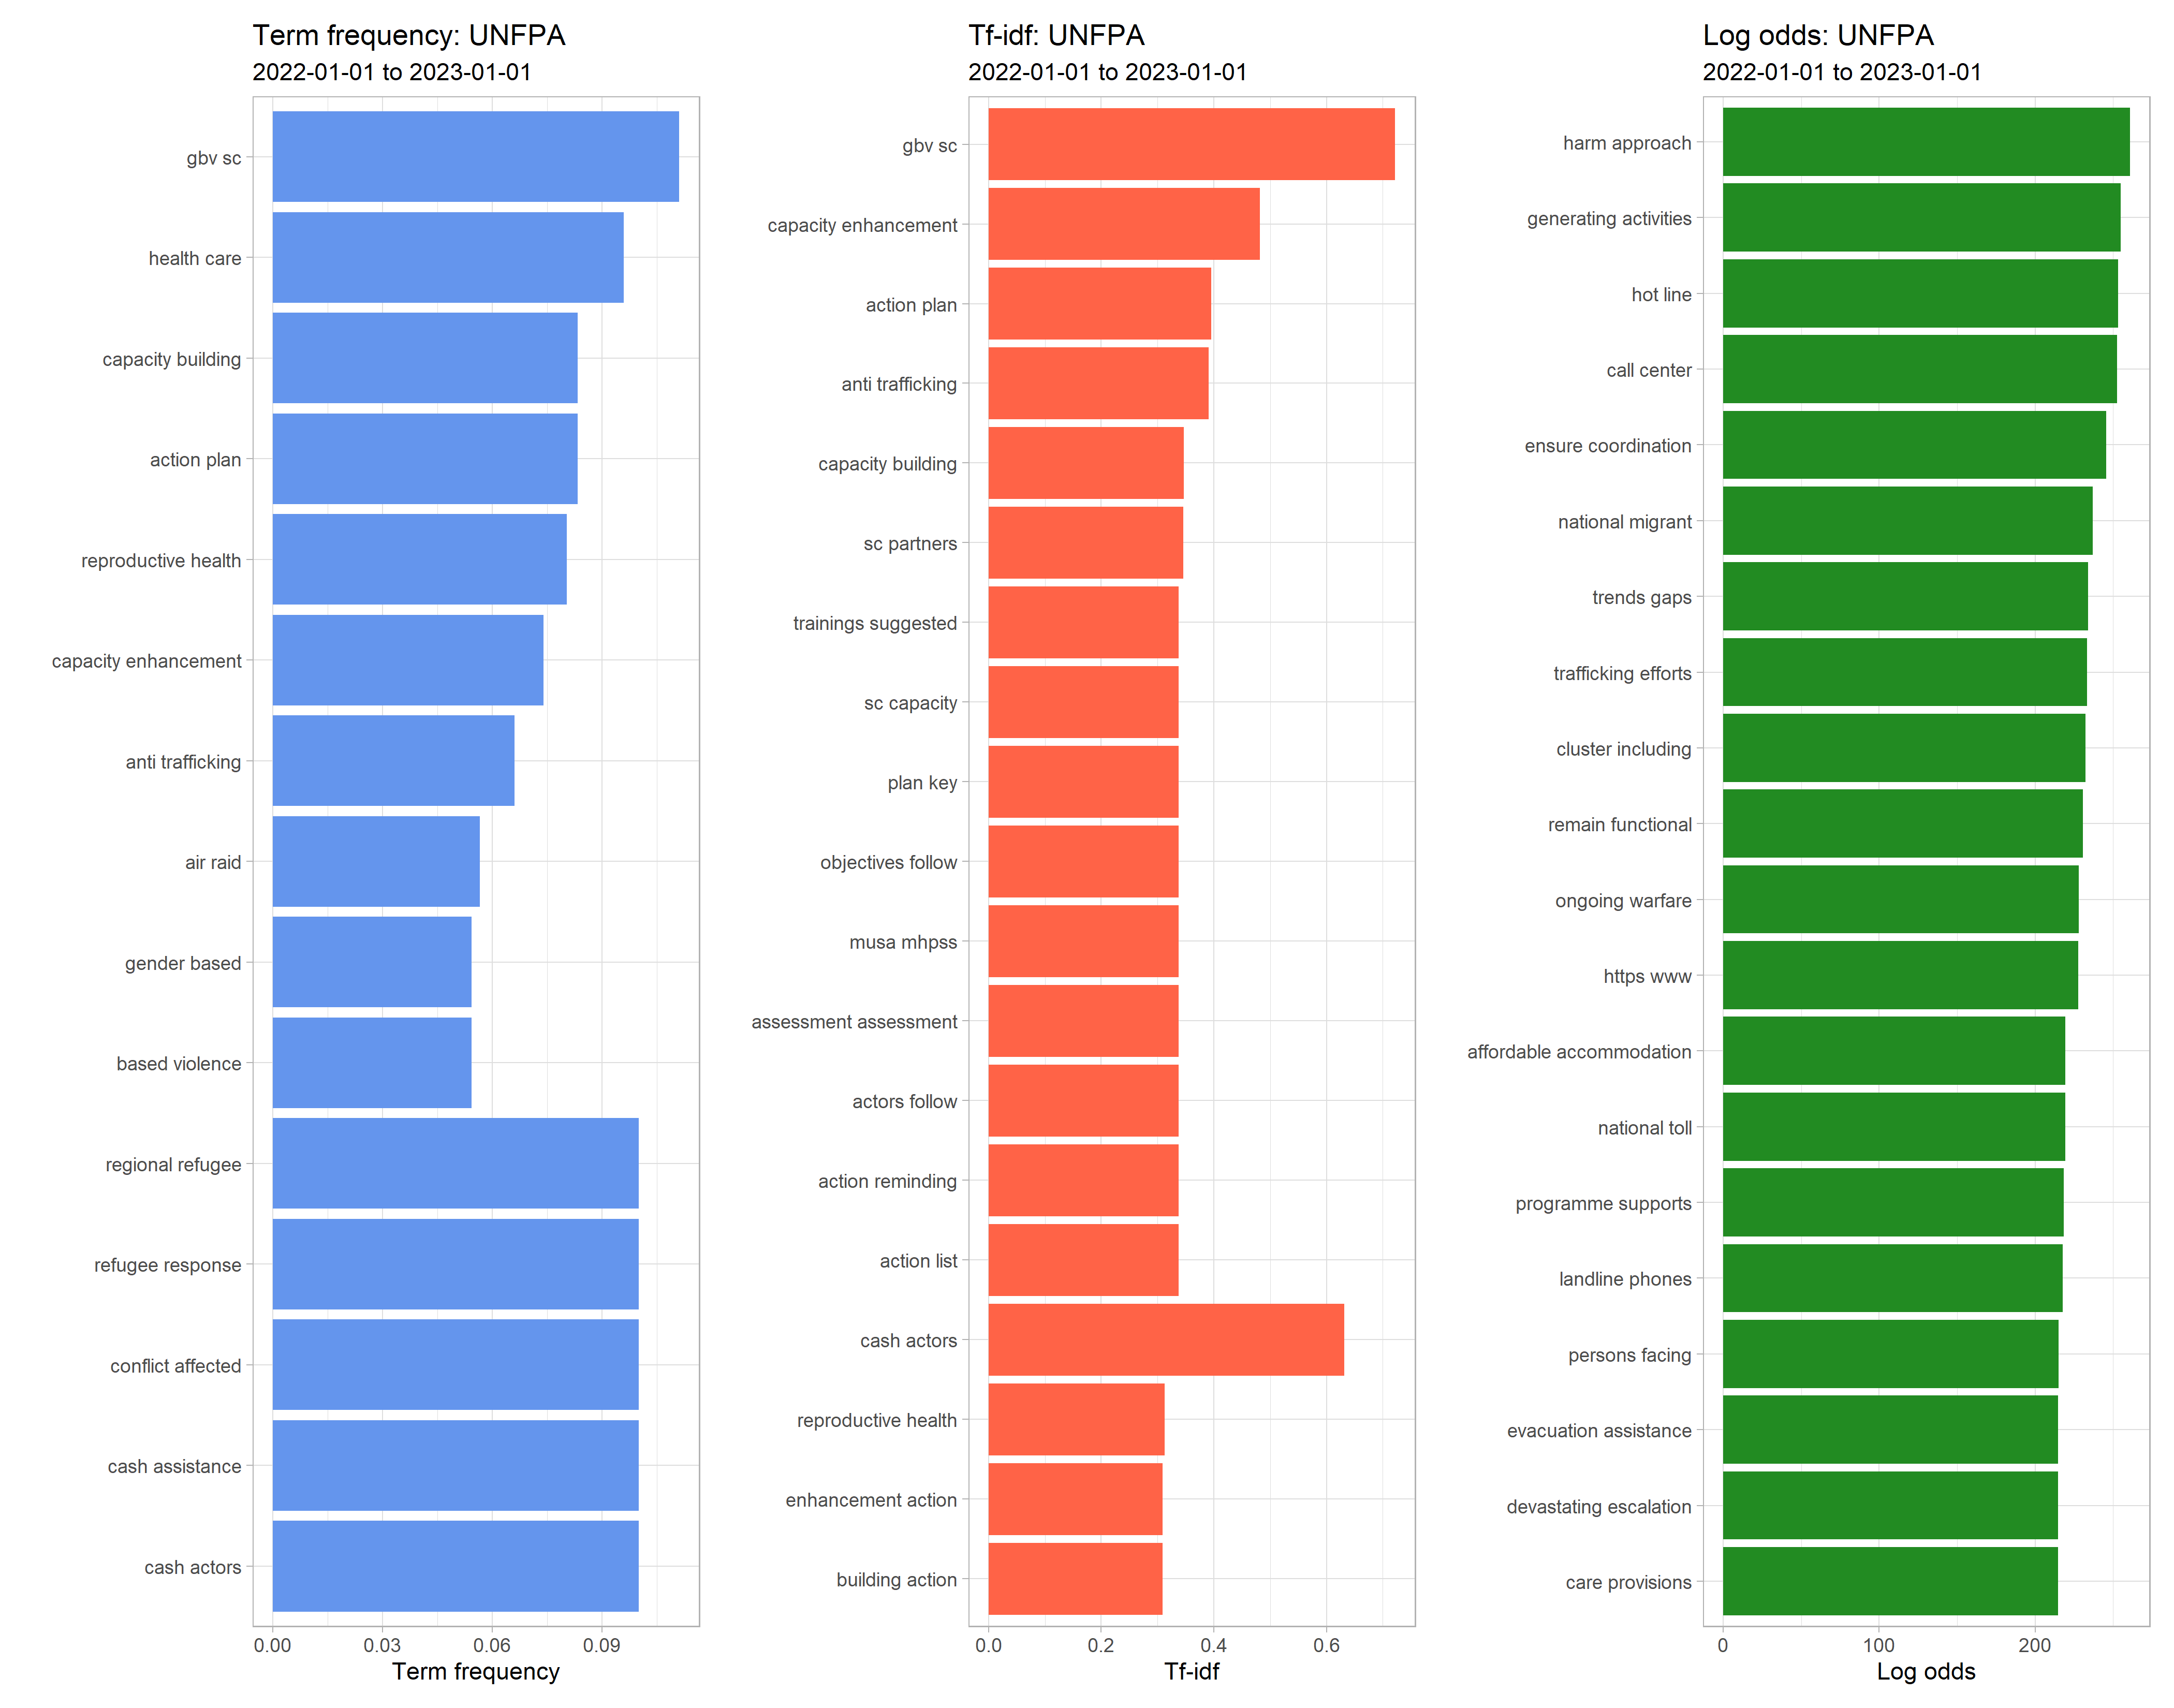 Term frequency: UNFPA
2022-01-01 to 2023-01-01
gbv sc
health care
capacity building
action plan
reproductive health
capacity enhancement
anti trafficking
air raid
gender based
based violence
regional refugee
refugee response
conflict affected
cash assistance
cash actors
0.00 0.03 0.06 0.09
Term frequency
Tf-idf: UNFPA
2022-01-01 to 2023-01-01
gbv sc
capacity enhancement
action plan
anti trafficking
capacity building
sc partners
trainings suggested
sc capacity
plan key
objectives follow
musa mhpss
assessment assessment
actors follow
action reminding
action list
cash actors
reproductive health
enhancement action
building action
0.0 0.2 0.4 0.6
Tf-idf
Log odds: UNFPA
2022-01-01 to 2023-01-01
harm approach
generating activities
hot line
call center
ensure coordination
national migrant
trends gaps
trafficking efforts
cluster including
remain functional
ongoing warfare
https www
affordable accommodation
national toll
programme supports
landline phones
persons facing
evacuation assistance
devastating escalation
care provisions
0 100 200
Log odds